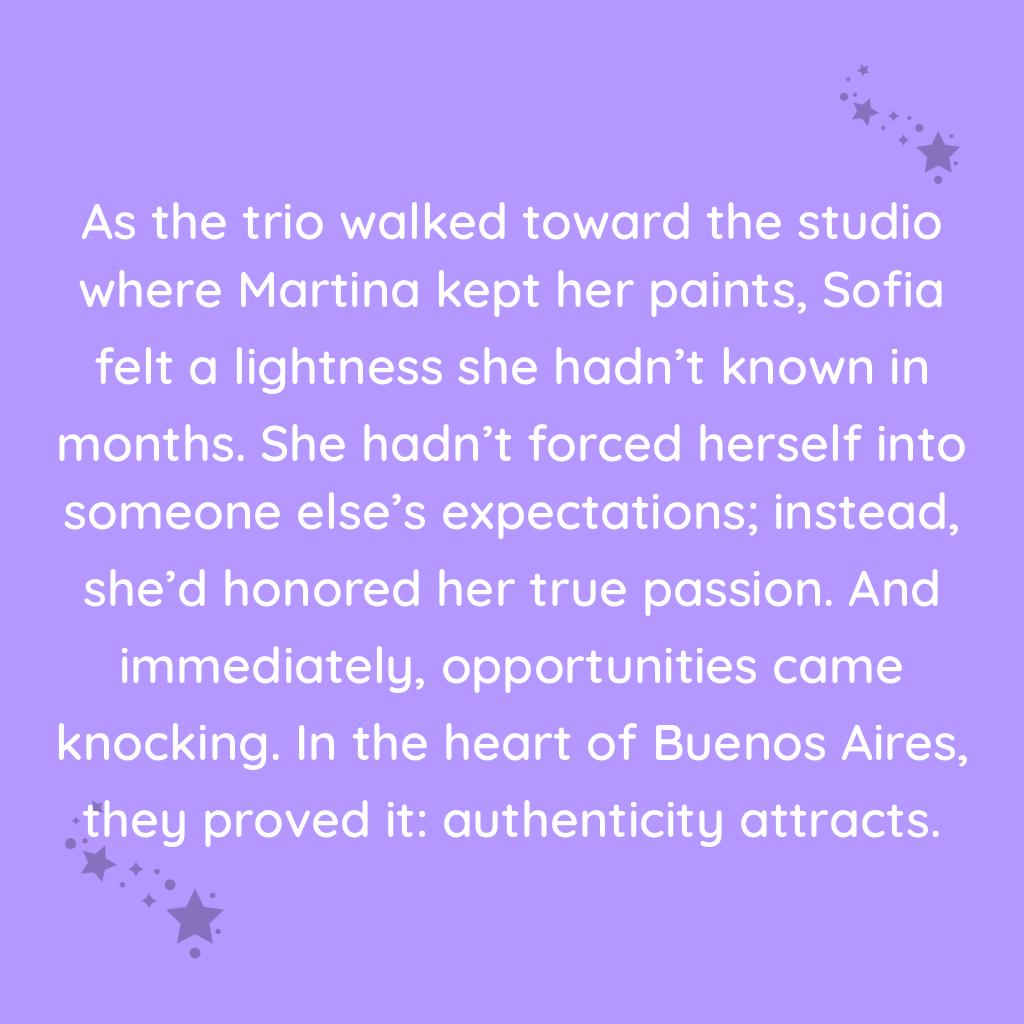 As the trio walked toward the studio
where Martina kept her paints, Sofia
felt a lightness she hadn’t known in
months. She hadn’t forced herself into
someone else’s expectations; instead,
she’d honored her true passion. And
immediately, opportunities came
knocking. In the heart of Buenos Aires,
they proved it: authenticity attracts.